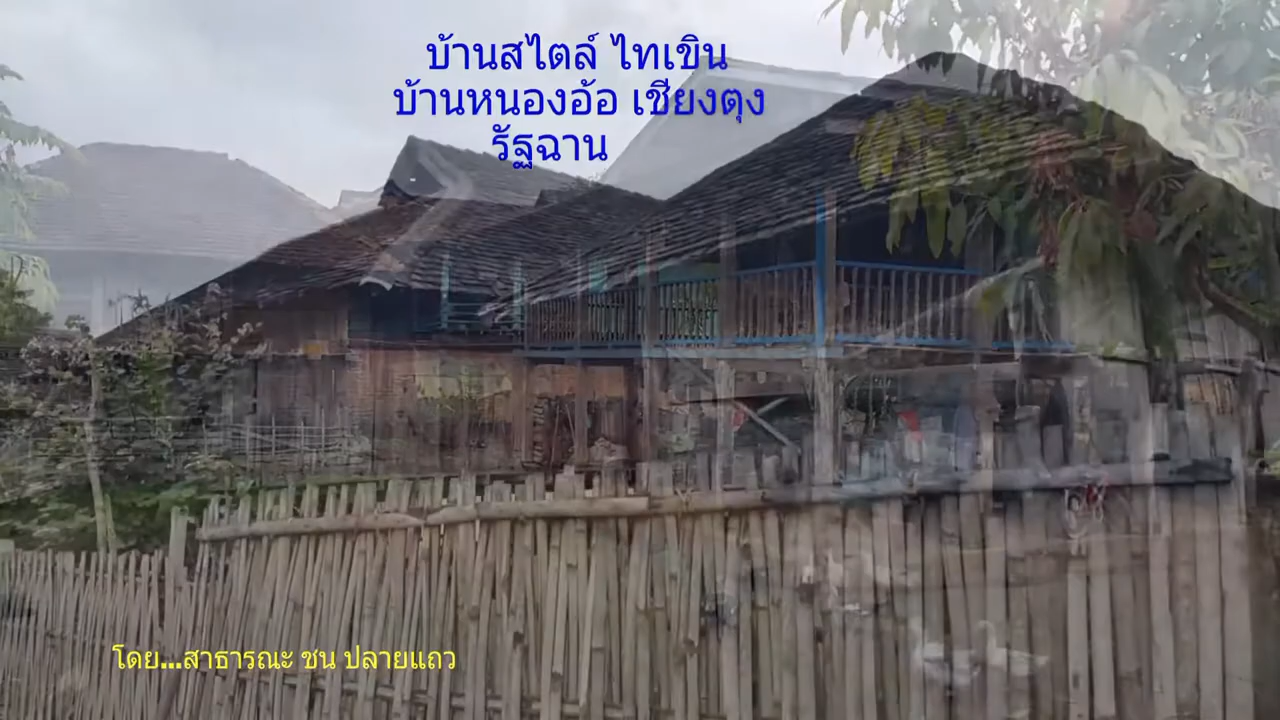 บ้านสไตล์ ไทเขิน
บ้านหนองอ้อ เชียงตุง
รัฐฉาน
โดย...สาธารณะ ชน ปลายแถว